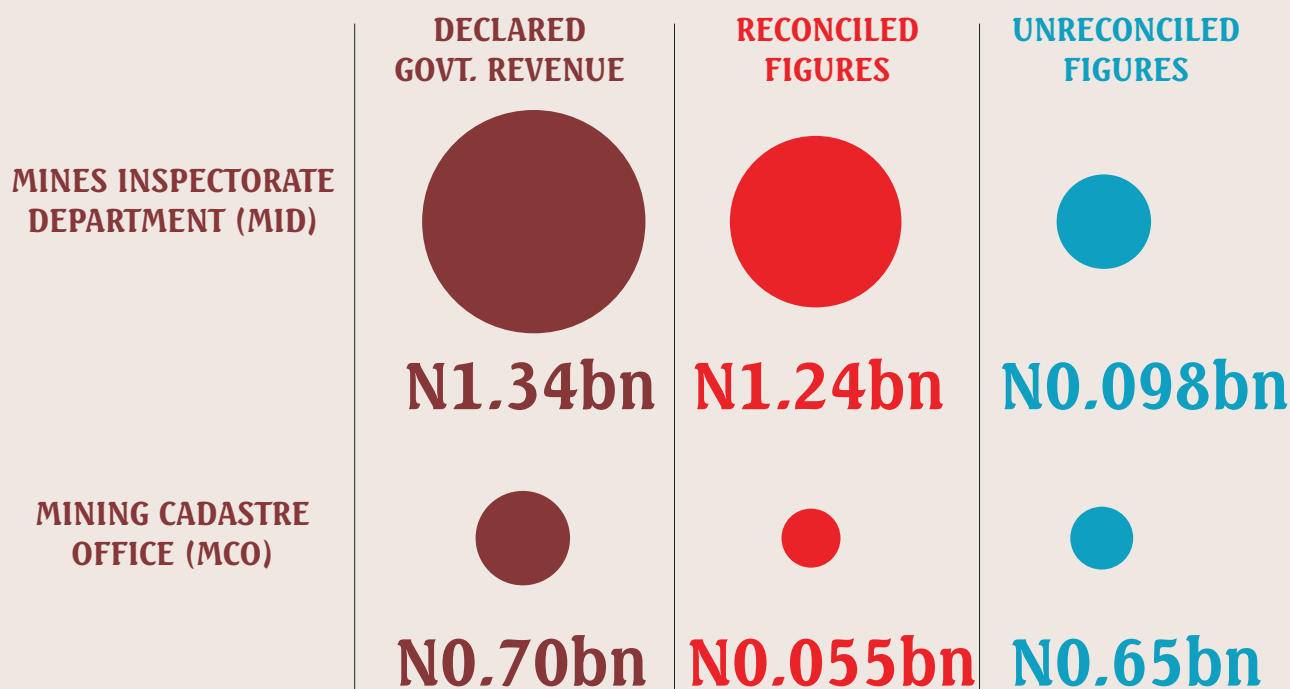 DECLARED
GOVT. REVENUE
RECONCILED
FIGURES
UNRECONCILED
FIGURES
MINES INSPECTORATE
DEPARTMENT (MID)
N1.34bn
N1.24bn
N0.098bn
MINING CADASTRE
OFFICE (MCO)
N0.70bn
N0.055bn
N0.65bn